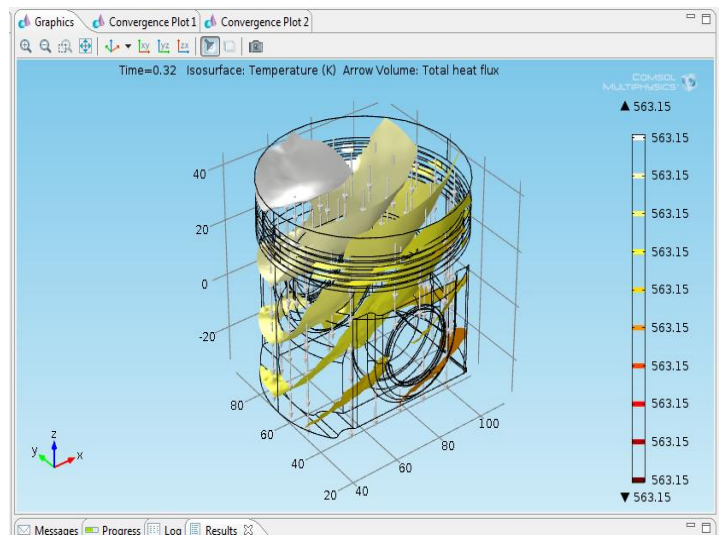 Graphics Convergence Plot 1 Convergence Plot 2
xy yz zx
Time=0.32 Isosurface: Temperature (K) Arrow Volume: Total heat flux
COMSOL
MULTIPHYSICS
▲ 563.15
563.15
563.15
563.15
563.15
563.15
563.15
563.15
563.15
563.15
563.15
▼ 563.15
40
20
0
-20
80
60
40
20
40
60
80
100
z
y
x
Messages Progress Log Results